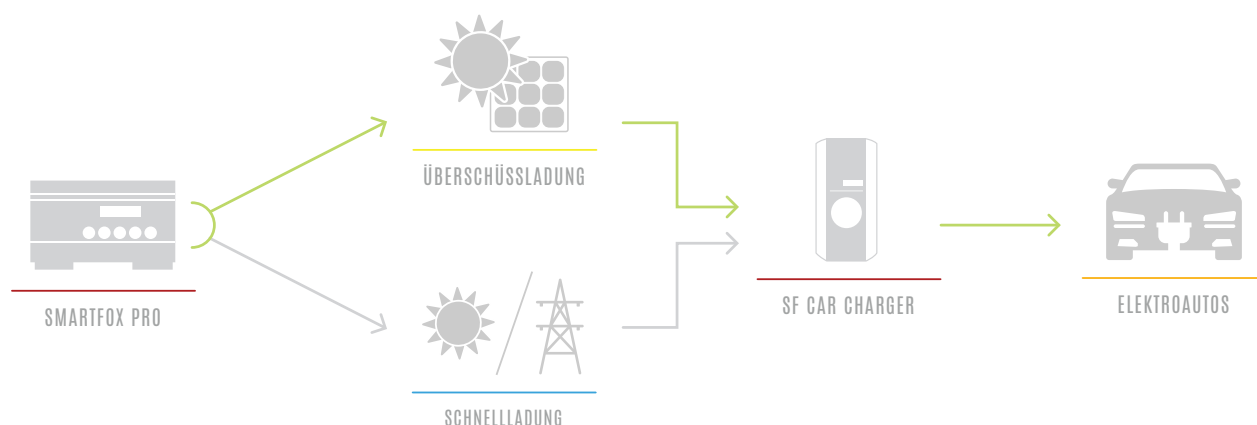 ÜBERSCHÜSSLADUNG
SMARTFOX PRO
SF CAR CHARGER
ELEKTROAUTOS
SCHNELLLADUNG